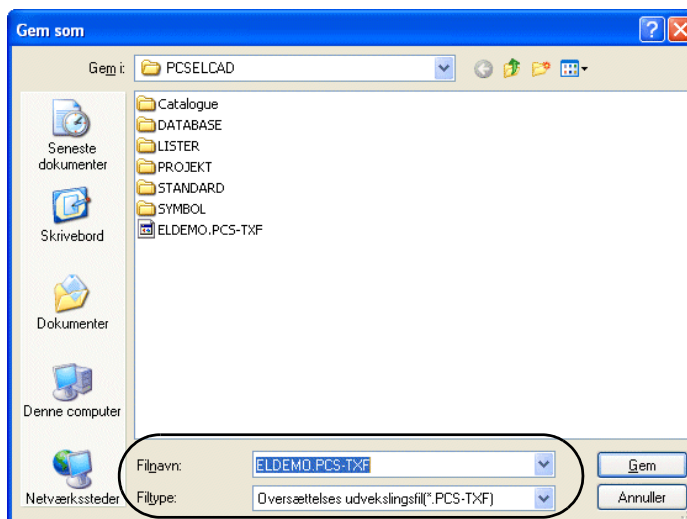 Gem som
Gem i:
PCSELCAD
Catalogue
DATABASE
LISTER
PROJEKT
STANDARD
SYMBOL
ELDEMO.PCS-TXF
Seneste
dokumenter
Skrivebord
Dokumenter
Denne computer
Netværkssteder
Filnavn:
ELDEMO.PCS-TXF
Gem
Filtype:
Oversættelses udvekslingsfil(*.PCS-TXF)
Annuller